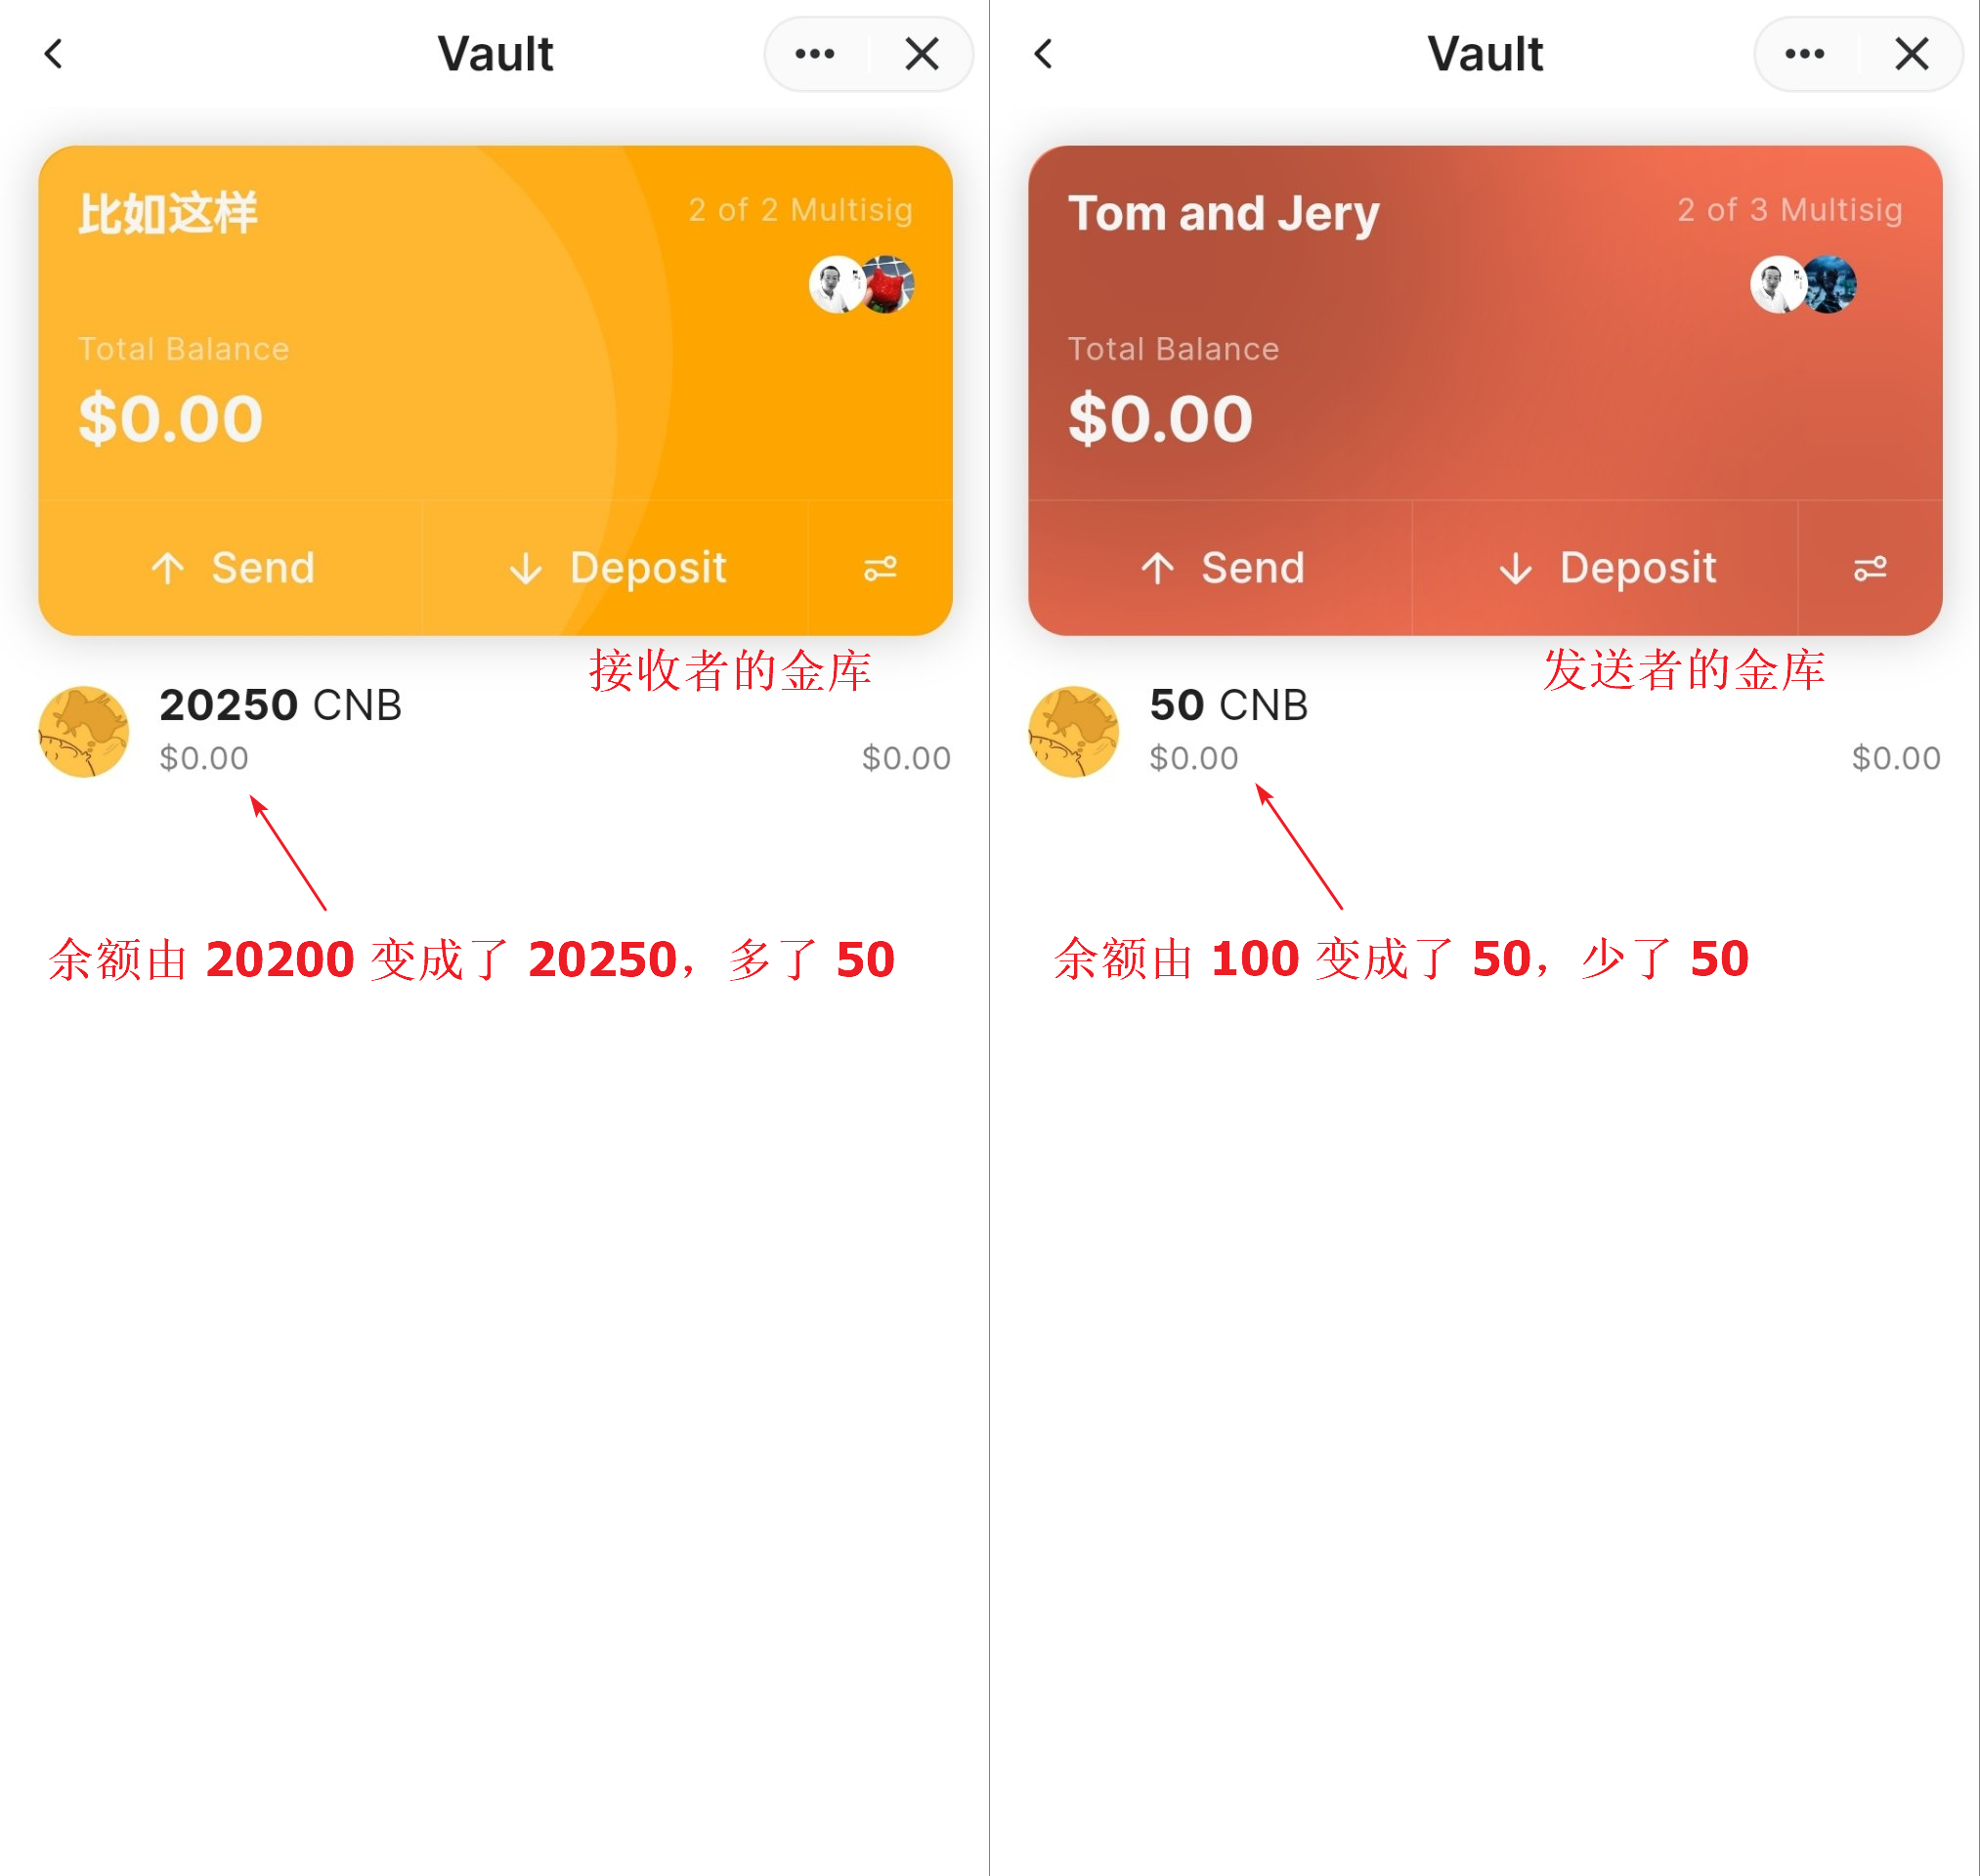 Vault
比如这样
2 of 2 Multisig
Total Balance
$0.00
Send
Deposit
接收者的金库
20250 CNB
$0.00
$0.00
余额由 20200 变成了 20250，多了 50
Vault
Tom and Jery
2 of 3 Multisig
Total Balance
$0.00
Send
Deposit
发送者的金库
50 CNB
$0.00
$0.00
余额由 100 变成了 50，少了 50